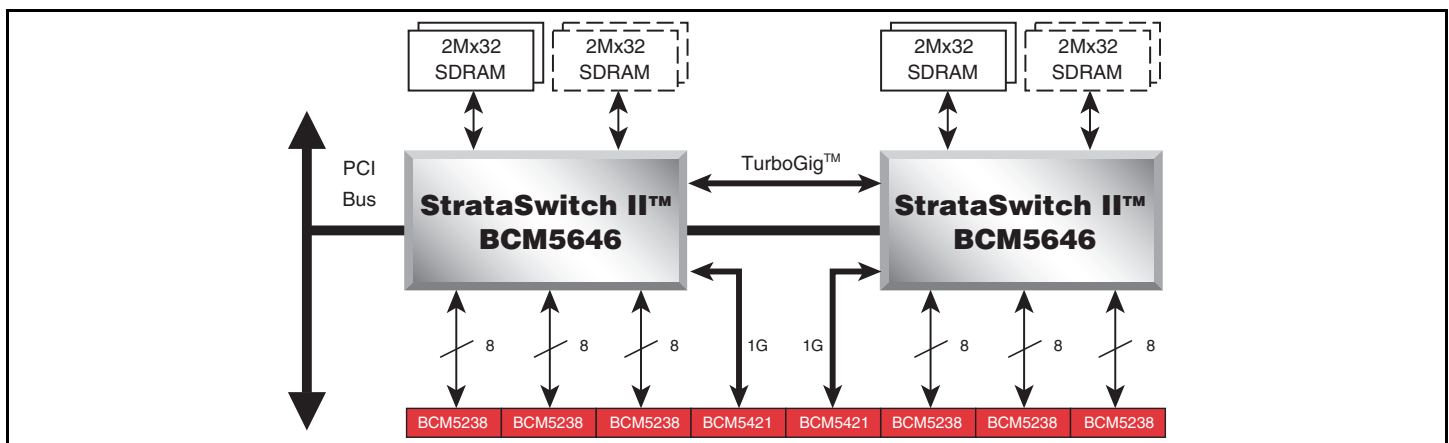 2Mx32
SDRAM
2Mx32
SDRAM
2Mx32
SDRAM
2Mx32
SDRAM
PCI
Bus
TurboGig™
StrataSwitch II™
BCM5646
StrataSwitch II™
BCM5646
8
8
8
1G
1G
8
8
8
BCM5238
BCM5238
BCM5238
BCM5421
BCM5421
BCM5238
BCM5238
BCM5238